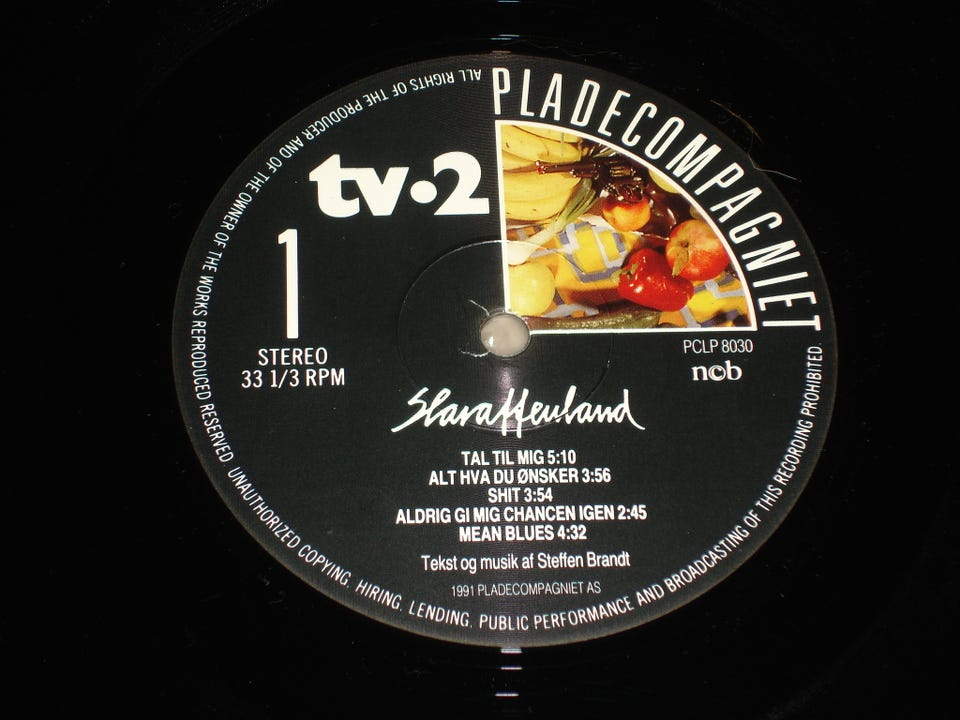 PLADECOMPAGNIET
tv·2
1
STEREO
33 1/3 RPM
PCLP 8030
ncb
Slaraffenland
TAL TIL MIG 5:10
ALT HVA DU ØNSKER 3:56
SHIT 3:54
ALDRIG GI MIG CHANCEN IGEN 2:45
MEAN BLUES 4:32
Tekst og musik af Steffen Brandt
1991 PLADECOMPAGNIET AS
ALL RIGHTS OF THE PRODUCER AND OF THE OWNER OF THE WORKS REPRODUCED RESERVED. UNAUTHORIZED COPYING, HIRING, LENDING, PUBLIC PERFORMANCE AND BROADCASTING OF THIS RECORDING PROHIBITED.